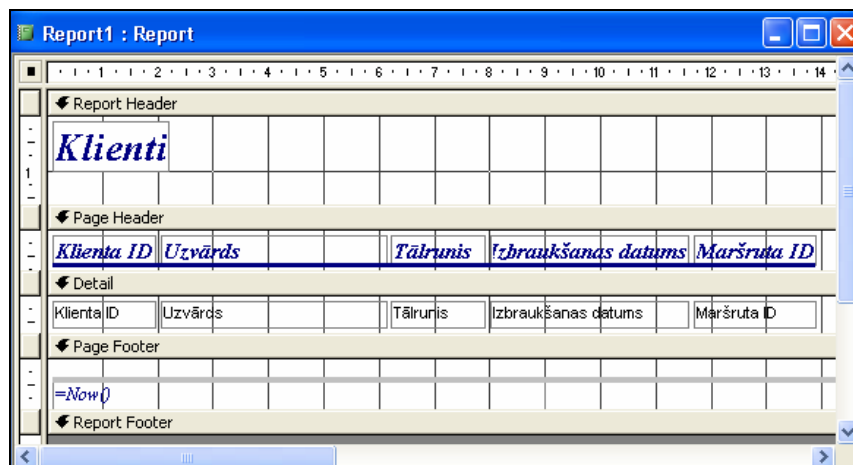 Report1 : Report
1 2 3 4 5 6 7 8 9 10 11 12 13 14
Report Header
Klienti
1
Page Header
Klienta ID Uzvārds Tālrunis Izbraukšanas datums Maršruta ID
Detail
Klienta ID Uzvārds Tālrunis Izbraukšanas datums Maršruta ID
Page Footer
=Now()
Report Footer